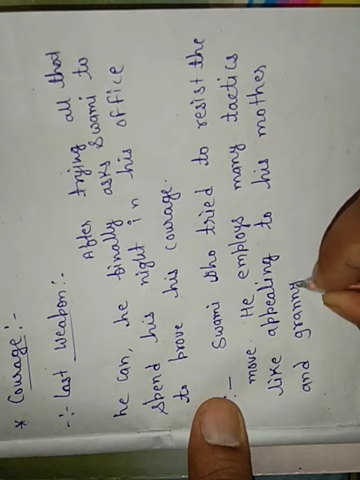 * Courage :-
-: Last Weapon :-
After trying all that
he can, he finally asks Swami to
spend his night in his office
to prove his courage.
:- Swami who tried to resist the
move. He employs many tactics
like appealing to his mother
and granny